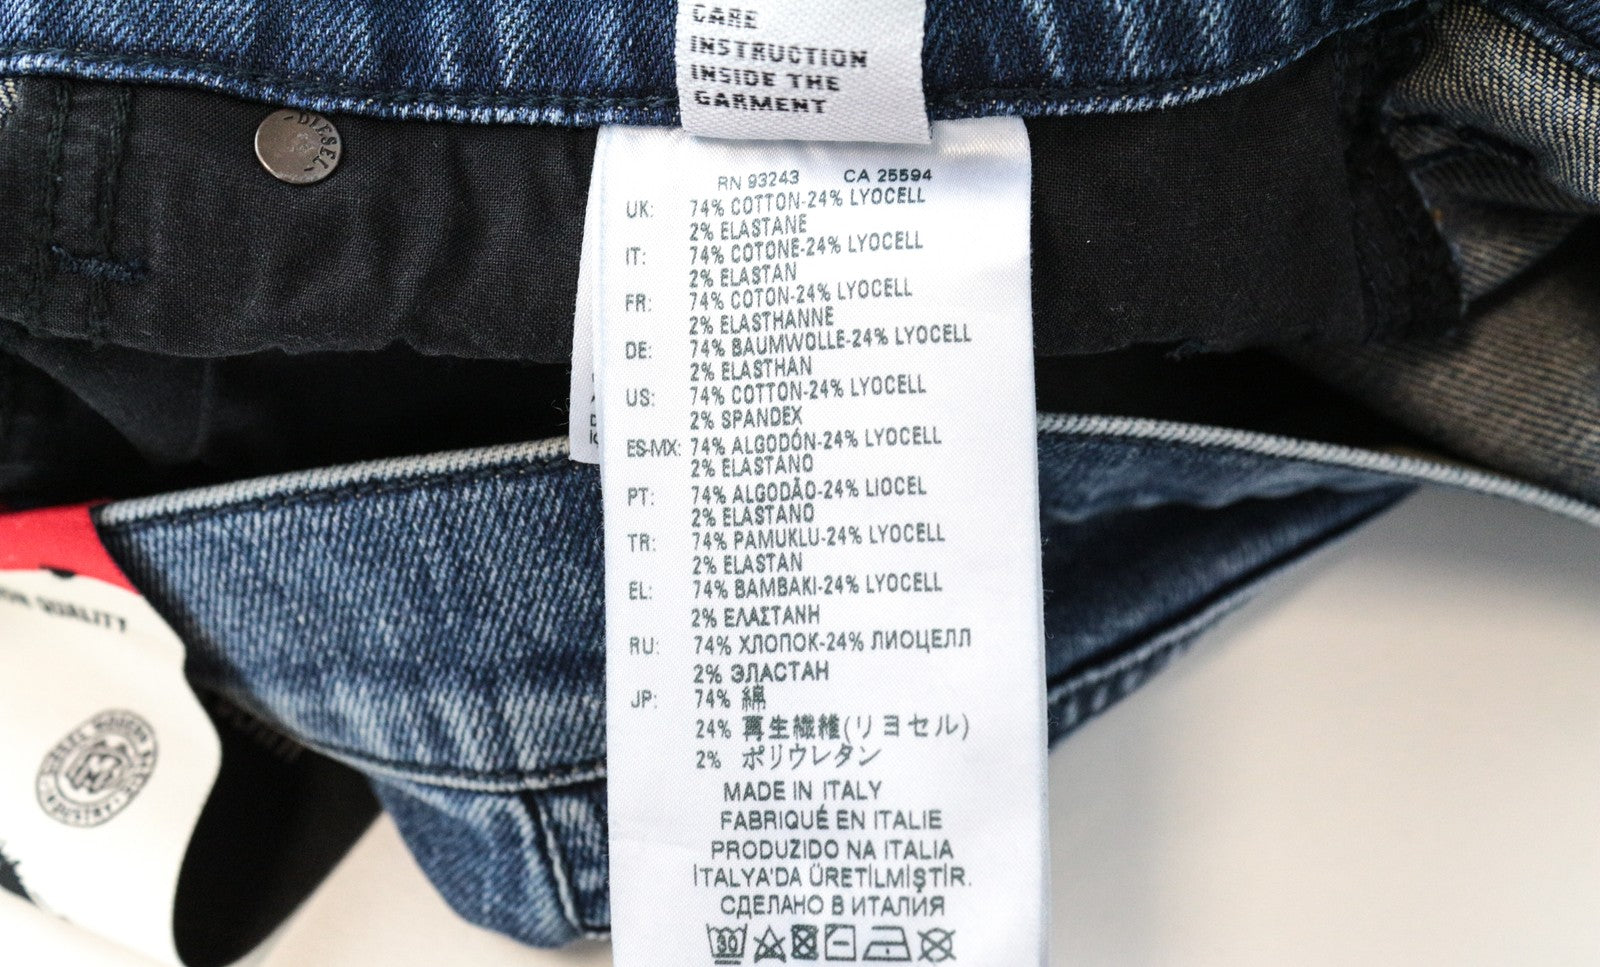 CARE
INSTRUCTION
INSIDE THE
GARMENT
DIESEL
RN 93243 CA 25594
UK: 74% COTTON-24% LYOCELL
2% ELASTANE
IT: 74% COTONE-24% LYOCELL
2% ELASTAN
FR: 74% COTON-24% LYOCELL
2% ELASTHANNE
DE: 74% BAUMWOLLE-24% LYOCELL
2% ELASTHAN
US: 74% COTTON-24% LYOCELL
2% SPANDEX
ES-MX: 74% ALGODÓN-24% LYOCELL
2% ELASTANO
PT: 74% ALGODÃO-24% LIOCEL
2% ELASTANO
TR: 74% PAMUKLU-24% LYOCELL
2% ELASTAN
EL: 74% BAMBAKI-24% LYOCELL
2% ΕΛΑΣΤΑΝΗ
RU: 74% ХЛОПОК-24% ЛИОЦЕЛЛ
2% ЭЛАСТАН
JP: 74% 綿
24% 再生繊維(リヨセル)
2% ポリウレタン
MADE IN ITALY
FABRIQUÉ EN ITALIE
PRODUZIDO NA ITALIA
İTALYA'DA ÜRETİLMİŞTİR.
СДЕЛАНО В ИТАЛИЯ
30
QUALITY